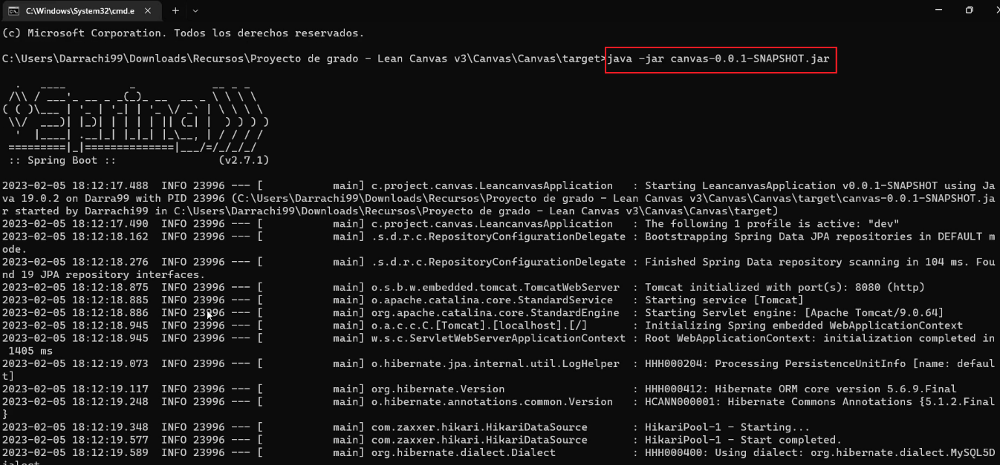 C:\Windows\System32\cmd.e
(c) Microsoft Corporation. Todos los derechos reservados.
C:\Users\Darrachi99\Downloads\Recursos\Proyecto de grado - Lean Canvas v3\Canvas\Canvas\target>java -jar canvas-0.0.1-SNAPSHOT.jar
  .   ____          _            __ _ _
 /\\ / ___'_ __ _ _(_)_ __  __ _ \ \ \ \
( ( )\___ | '_ | '_| | '_ \/ _` | \ \ \ \
 \\/  ___)| |_)| | | | | || (_| |  ) ) ) )
  '  |____| .__|_| |_|_| |_\__, | / / / /
 =========|_|==============|___/=/_/_/_/
 :: Spring Boot ::                (v2.7.1)
2023-02-05 18:12:17.488  INFO 23996 --- [           main] c.project.canvas.LeancanvasApplication   : Starting LeancanvasApplication v0.0.1-SNAPSHOT using Ja
va 19.0.2 on Darra99 with PID 23996 (C:\Users\Darrachi99\Downloads\Recursos\Proyecto de grado - Lean Canvas v3\Canvas\Canvas\target\canvas-0.0.1-SNAPSHOT.ja
r started by Darrachi99 in C:\Users\Darrachi99\Downloads\Recursos\Proyecto de grado - Lean Canvas v3\Canvas\Canvas\target)
2023-02-05 18:12:17.490  INFO 23996 --- [           main] c.project.canvas.LeancanvasApplication   : The following 1 profile is active: "dev"
2023-02-05 18:12:18.162  INFO 23996 --- [           main] .s.d.r.c.RepositoryConfigurationDelegate : Bootstrapping Spring Data JPA repositories in DEFAULT m
ode.
2023-02-05 18:12:18.276  INFO 23996 --- [           main] .s.d.r.c.RepositoryConfigurationDelegate : Finished Spring Data repository scanning in 104 ms. Fou
nd 19 JPA repository interfaces.
2023-02-05 18:12:18.875  INFO 23996 --- [           main] o.s.b.w.embedded.tomcat.TomcatWebServer  : Tomcat initialized with port(s): 8080 (http)
2023-02-05 18:12:18.885  INFO 23996 --- [           main] o.apache.catalina.core.StandardService   : Starting service [Tomcat]
2023-02-05 18:12:18.886  INFO 23996 --- [           main] org.apache.catalina.core.StandardEngine  : Starting Servlet engine: [Apache Tomcat/9.0.64]
2023-02-05 18:12:18.945  INFO 23996 --- [           main] o.a.c.c.C.[Tomcat].[localhost].[/]       : Initializing Spring embedded WebApplicationContext
2023-02-05 18:12:18.945  INFO 23996 --- [           main] w.s.c.ServletWebServerApplicationContext : Root WebApplicationContext: initialization completed in
 1405 ms
2023-02-05 18:12:19.073  INFO 23996 --- [           main] o.hibernate.jpa.internal.util.LogHelper  : HHH000204: Processing PersistenceUnitInfo [name: defaul
t]
2023-02-05 18:12:19.117  INFO 23996 --- [           main] org.hibernate.Version                    : HHH000412: Hibernate ORM core version 5.6.9.Final
2023-02-05 18:12:19.248  INFO 23996 --- [           main] o.hibernate.annotations.common.Version   : HCANN000001: Hibernate Commons Annotations {5.1.2.Final
}
2023-02-05 18:12:19.348  INFO 23996 --- [           main] com.zaxxer.hikari.HikariDataSource       : HikariPool-1 - Starting...
2023-02-05 18:12:19.577  INFO 23996 --- [           main] com.zaxxer.hikari.HikariDataSource       : HikariPool-1 - Start completed.
2023-02-05 18:12:19.589  INFO 23996 --- [           main] org.hibernate.dialect.Dialect            : HHH000400: Using dialect: org.hibernate.dialect.MySQL5D
ialect